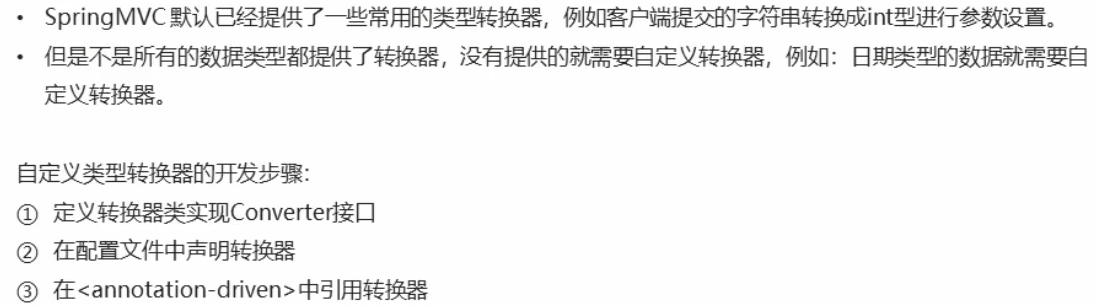 • SpringMVC 默认已经提供了一些常用的类型转换器，例如客户端提交的字符串转换成int型进行参数设置。
• 但是不是所有的数据类型都提供了转换器，没有提供的就需要自定义转换器，例如：日期类型的数据就需要自
定义转换器。
自定义类型转换器的开发步骤：
① 定义转换器类实现Converter接口
② 在配置文件中声明转换器
③ 在<annotation-driven>中引用转换器